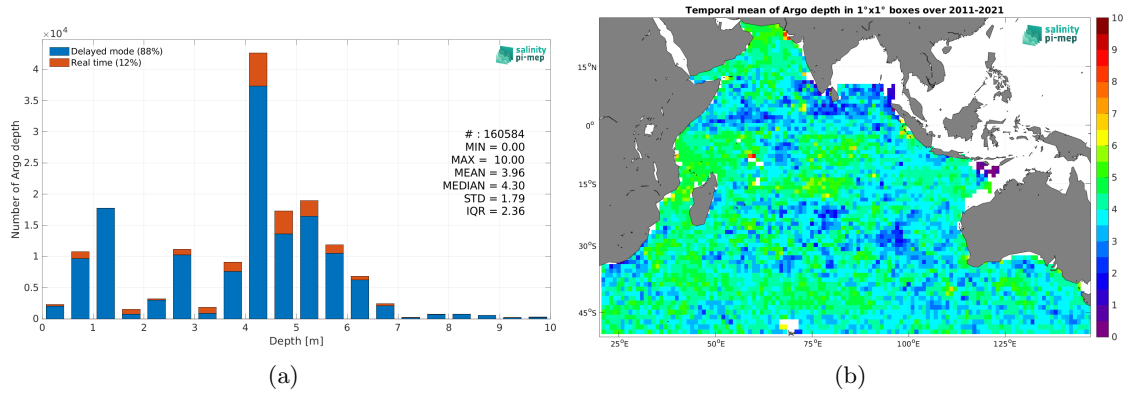 ×10⁴
Delayed mode (88%)
Real time (12%)
salinity
pi-mep
4
3.5
3
2.5
2
1.5
1
0.5
0
# : 160584
MIN = 0.00
MAX = 10.00
MEAN = 3.96
MEDIAN = 4.30
STD = 1.79
IQR = 2.36
Number of Argo depth
0 1 2 3 4 5 6 7 8 9 10
Depth [m]
(a)
Temporal mean of Argo depth in 1°x1° boxes over 2011-2021
salinity
pi-mep
15°N
0°
15°S
30°S
45°S
25°E 50°E 75°E 100°E 125°E
10
9
8
7
6
5
4
3
2
1
0
(b)